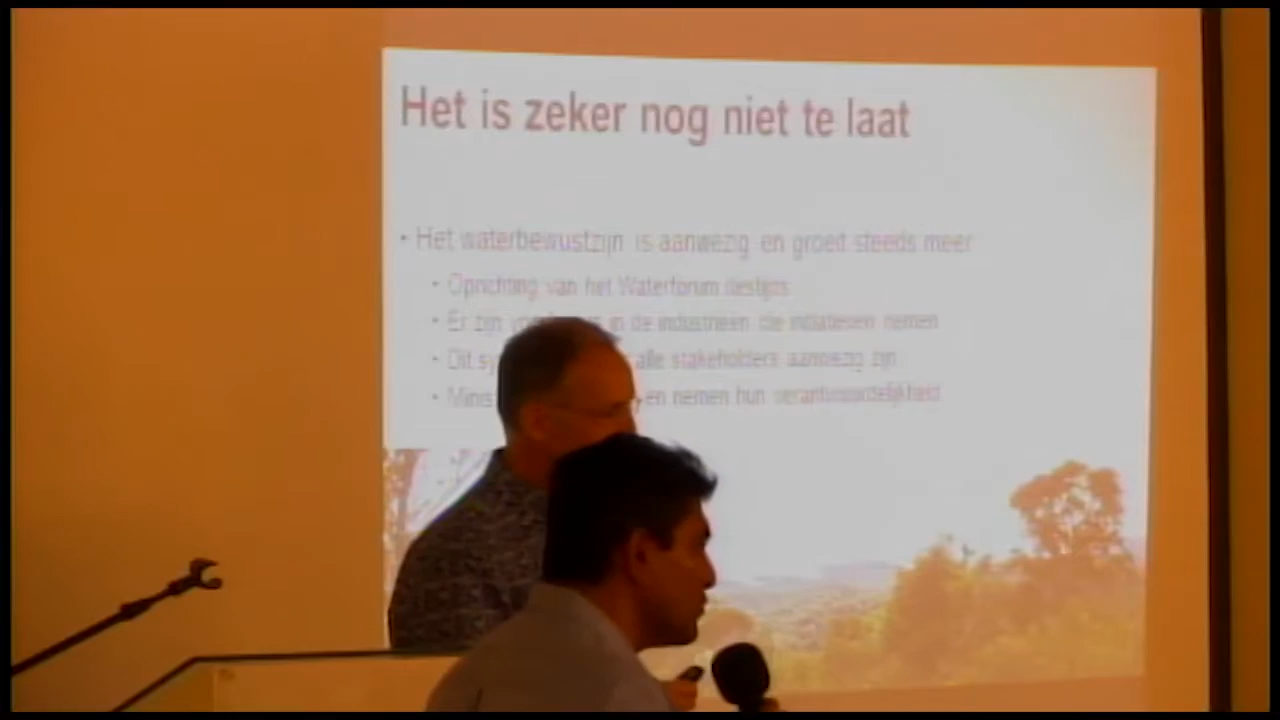 Het is zeker nog niet te laat
• Het waterbewustzijn is aanwezig en groeit steeds meer
• Oprichting van het Waterforum destijds
• Er zijn in de industrieën die initiatieven nemen
• Dit alle stakeholders aanwezig zijn
• en nemen hun verantwoordelijkheid